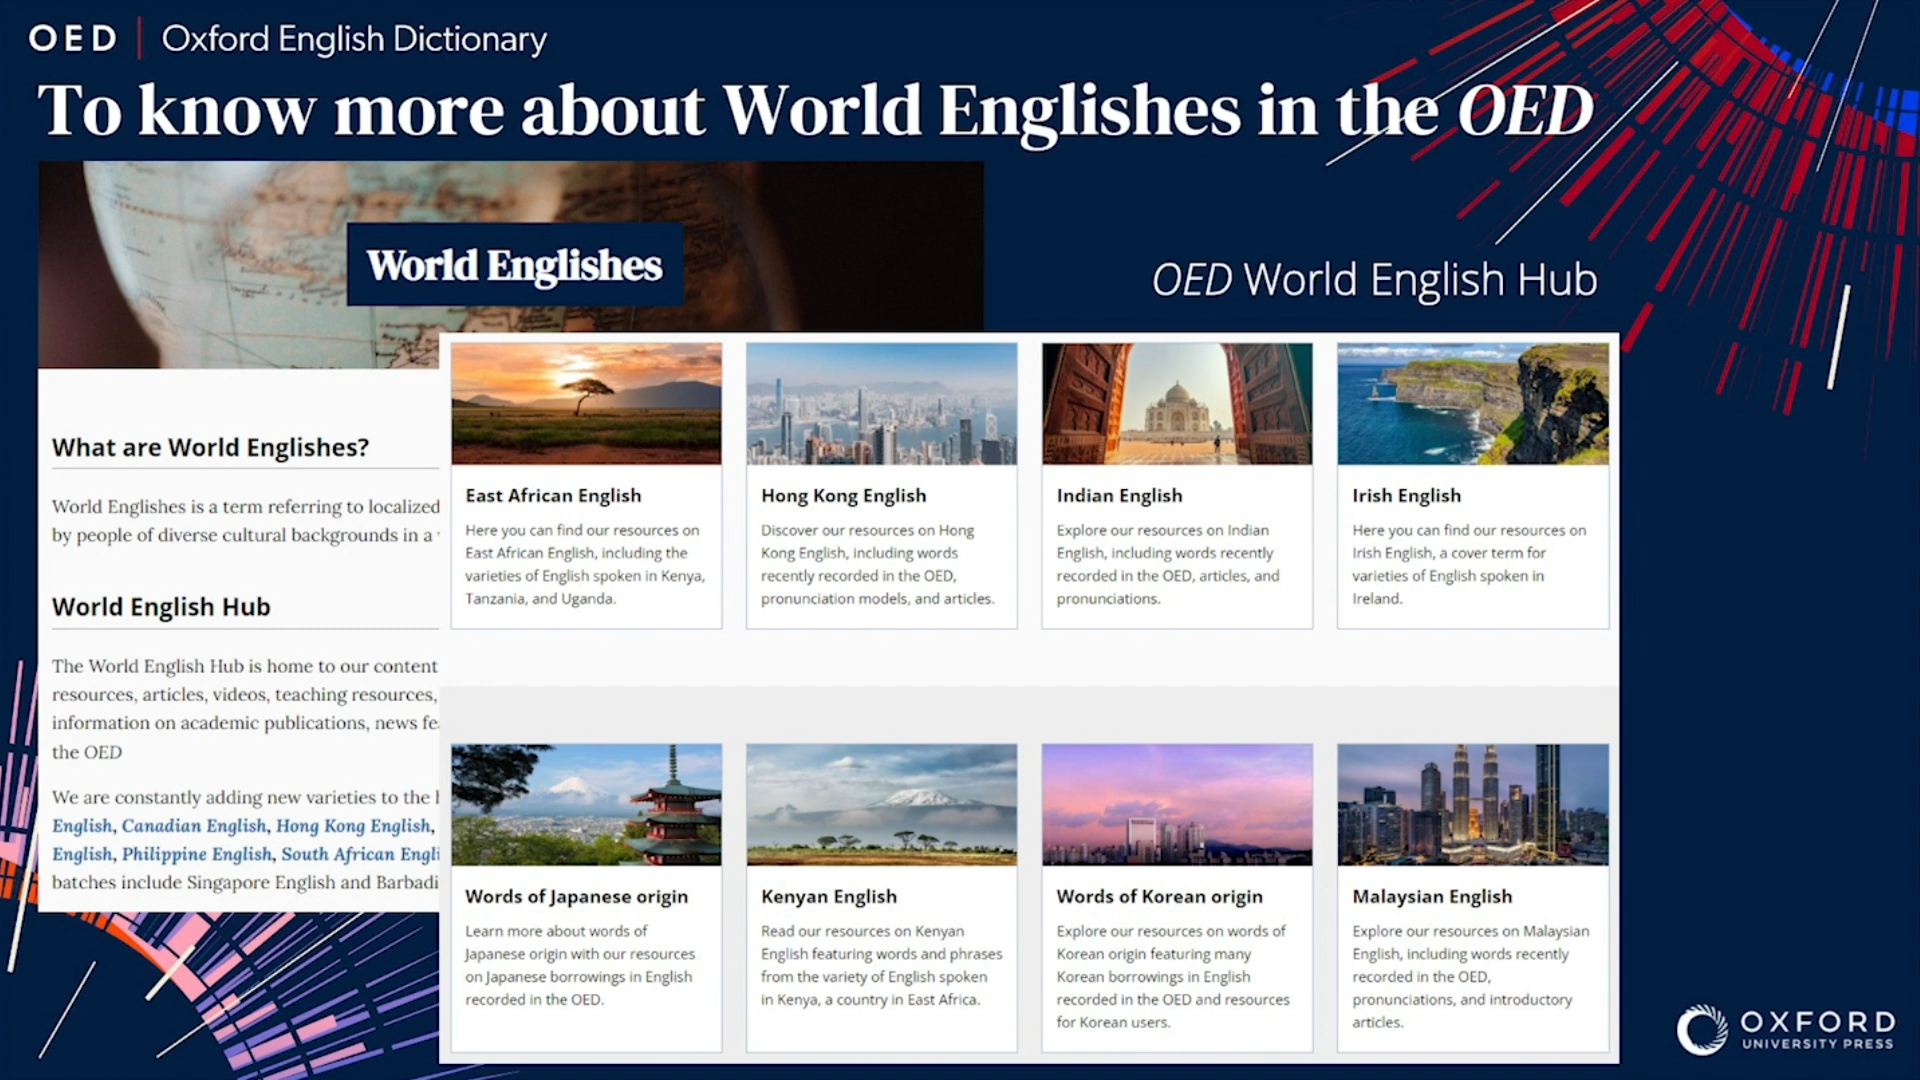 OED | Oxford English Dictionary
To know more about World Englishes in the OED
World Englishes
OED World English Hub
What are World Englishes?
World Englishes is a term referring to localized
by people of diverse cultural backgrounds in a
World English Hub
The World English Hub is home to our content
resources, articles, videos, teaching resources,
information on academic publications, news fe
the OED
We are constantly adding new varieties to the
English, Canadian English, Hong Kong English,
English, Philippine English, South African Engli
batches include Singapore English and Barbadi
East African English
Here you can find our resources on
East African English, including the
varieties of English spoken in Kenya,
Tanzania, and Uganda.
Hong Kong English
Discover our resources on Hong
Kong English, including words
recently recorded in the OED,
pronunciation models, and articles.
Indian English
Explore our resources on Indian
English, including words recently
recorded in the OED, articles, and
pronunciations.
Irish English
Here you can find our resources on
Irish English, a cover term for
varieties of English spoken in
Ireland.
Words of Japanese origin
Learn more about words of
Japanese origin with our resources
on Japanese borrowings in English
recorded in the OED.
Kenyan English
Read our resources on Kenyan
English featuring words and phrases
from the variety of English spoken
in Kenya, a country in East Africa.
Words of Korean origin
Explore our resources on words of
Korean origin featuring many
Korean borrowings in English
recorded in the OED and resources
for Korean users.
Malaysian English
Explore our resources on Malaysian
English, including words recently
recorded in the OED,
pronunciations, and introductory
articles.
OXFORD
UNIVERSITY PRESS